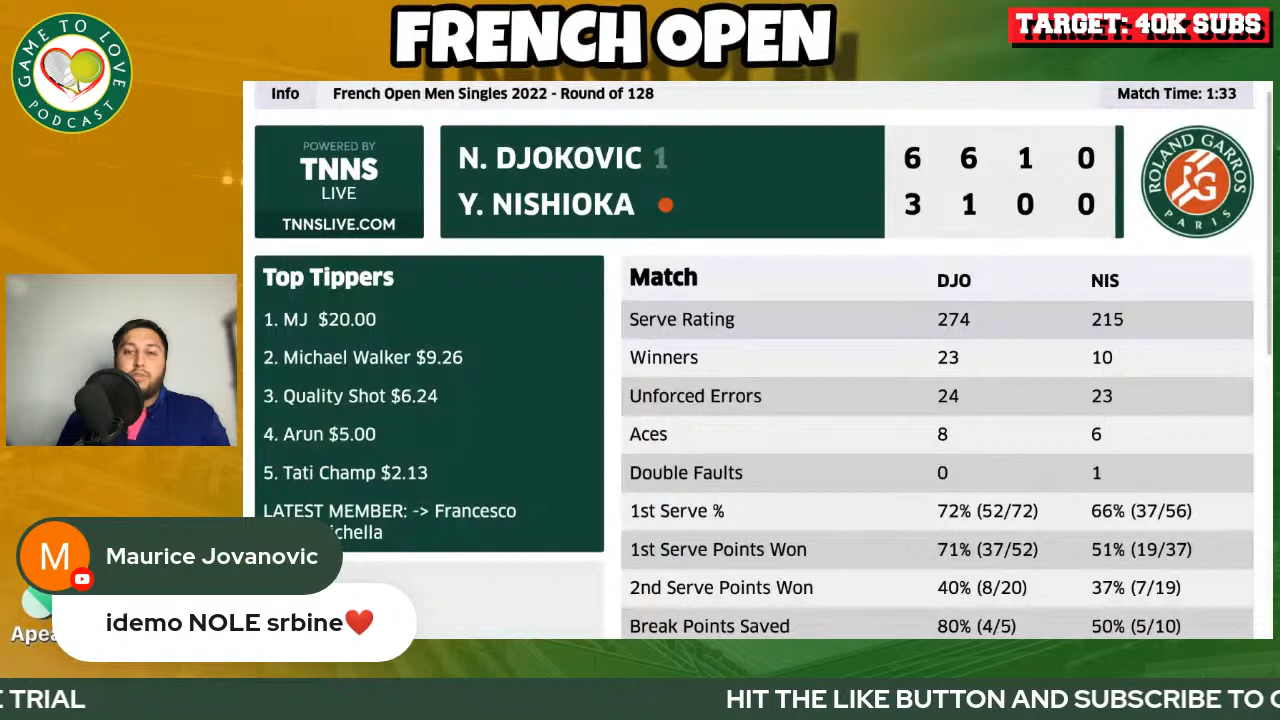 GAME TO LOVE
PODCAST
FRENCH OPEN
TARGET: 40K SUBS
Info French Open Men Singles 2022 - Round of 128 Match Time: 1:33
POWERED BY
TNNS
LIVE
TNNSLIVE.COM
N. DJOKOVIC 1 6 6 1 0
Y. NISHIOKA 3 1 0 0
ROLAND GARROS
RG
PARIS
Top Tippers
1. MJ $20.00
2. Michael Walker $9.26
3. Quality Shot $6.24
4. Arun $5.00
5. Tati Champ $2.13
LATEST MEMBER: -> Francesco
ichella
Match DJO NIS
Serve Rating 274 215
Winners 23 10
Unforced Errors 24 23
Aces 8 6
Double Faults 0 1
1st Serve % 72% (52/72) 66% (37/56)
1st Serve Points Won 71% (37/52) 51% (19/37)
2nd Serve Points Won 40% (8/20) 37% (7/19)
Break Points Saved 80% (4/5) 50% (5/10)
M
Maurice Jovanovic
idemo NOLE srbine❤️
Apea
E TRIAL HIT THE LIKE BUTTON AND SUBSCRIBE TO